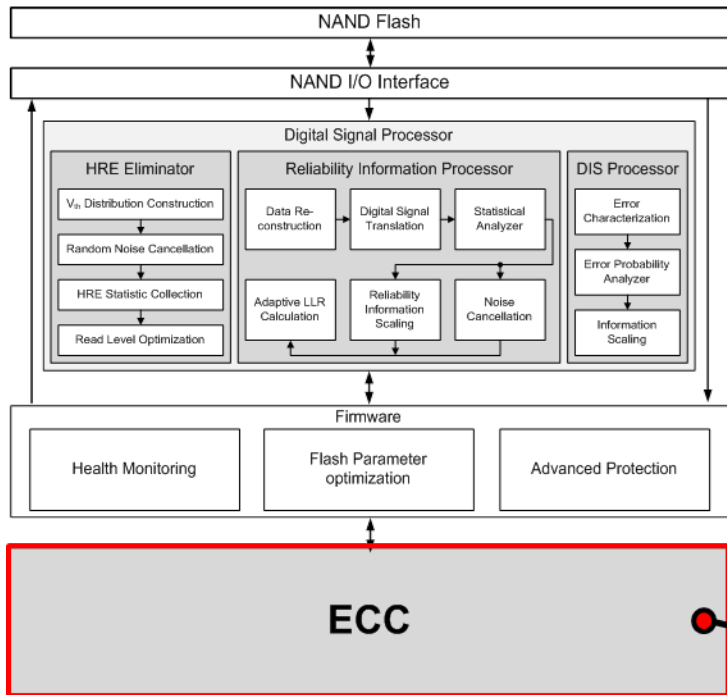 NAND Flash
NAND I/O Interface
Digital Signal Processor
HRE Eliminator
Vth Distribution Construction
Random Noise Cancellation
HRE Statistic Collection
Read Level Optimization
Reliability Information Processor
Data Re-
construction
Digital Signal
Translation
Statistical
Analyzer
Adaptive LLR
Calculation
Reliability
Information
Scaling
Noise
Cancellation
DIS Processor
Error
Characterization
Error Probability
Analyzer
Information
Scaling
Firmware
Health Monitoring
Flash Parameter
optimization
Advanced Protection
ECC